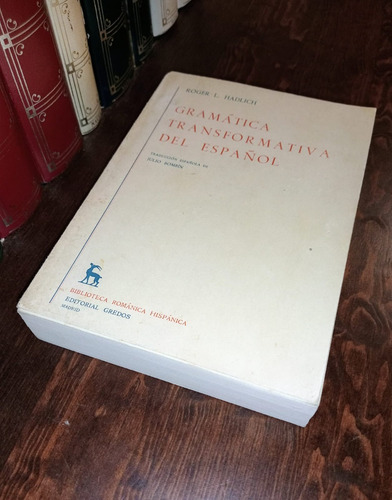 ROGER L. HADLICH
GRAMÁTICA
TRANSFORMATIVA
DEL ESPAÑOL
TRADUCCIÓN ESPAÑOLA DE
JULIO BOMBÍN
BIBLIOTECA ROMÁNICA HISPÁNICA
EDITORIAL GREDOS
MADRID